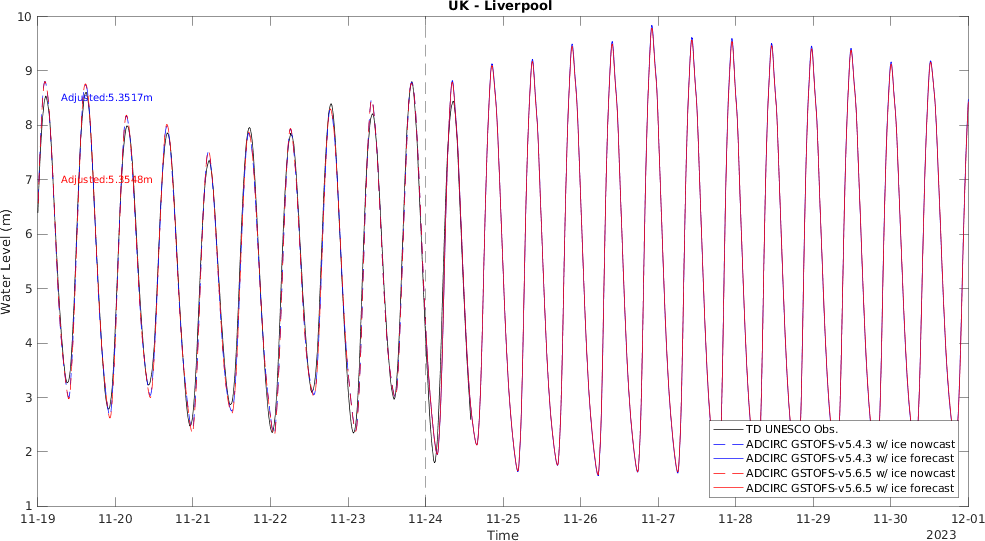 UK - Liverpool
10
9
8
7
6
5
4
3
2
1
Water Level (m)
Adjusted:5.3517m
Adjusted:5.3548m
TD UNESCO Obs.
ADCIRC GSTOFS-v5.4.3 w/ ice nowcast
ADCIRC GSTOFS-v5.4.3 w/ ice forecast
ADCIRC GSTOFS-v5.6.5 w/ ice nowcast
ADCIRC GSTOFS-v5.6.5 w/ ice forecast
11-19 11-20 11-21 11-22 11-23 11-24 11-25 11-26 11-27 11-28 11-29 11-30 12-01
Time
2023